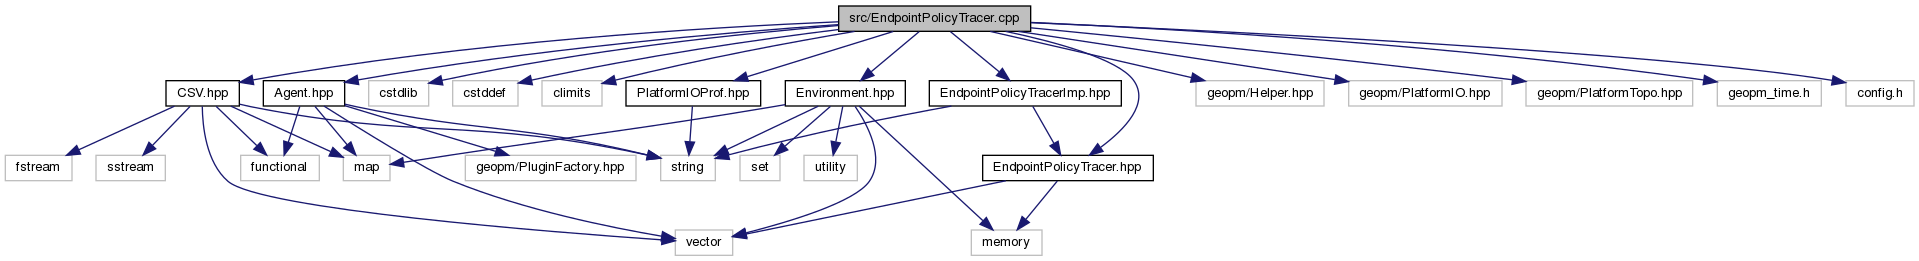 src/EndpointPolicyTracer.cpp
CSV.hpp
Agent.hpp
cstdlib
cstddef
climits
PlatformIOProf.hpp
Environment.hpp
EndpointPolicyTracerImp.hpp
geopm/Helper.hpp
geopm/PlatformIO.hpp
geopm/PlatformTopo.hpp
geopm_time.h
config.h
fstream
sstream
functional
map
geopm/PluginFactory.hpp
string
set
utility
EndpointPolicyTracer.hpp
vector
memory